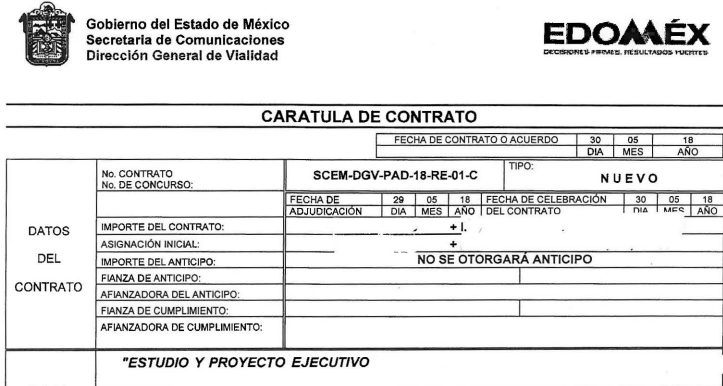 Gobierno del Estado de México
Secretaria de Comunicaciones
Dirección General de Vialidad
EDOMÉX
DECISIONES FIRMES, RESULTADOS FUERTES
CARATULA DE CONTRATO
FECHA DE CONTRATO O ACUERDO 30 05 18
DIA MES AÑO
No. CONTRATO SCEM-DGV-PAD-18-RE-01-C TIPO:
No. DE CONCURSO: NUEVO
FECHA DE 29 05 18 FECHA DE CELEBRACIÓN 30 05 18
ADJUDICACIÓN DIA MES AÑO DEL CONTRATO DIA MES AÑO
DATOS
DEL
CONTRATO
IMPORTE DEL CONTRATO:
ASIGNACIÓN INICIAL:
IMPORTE DEL ANTICIPO: NO SE OTORGARÁ ANTICIPO
FIANZA DE ANTICIPO:
AFIANZADORA DEL ANTICIPO:
FIANZA DE CUMPLIMIENTO:
AFIANZADORA DE CUMPLIMIENTO:
"ESTUDIO Y PROYECTO EJECUTIVO